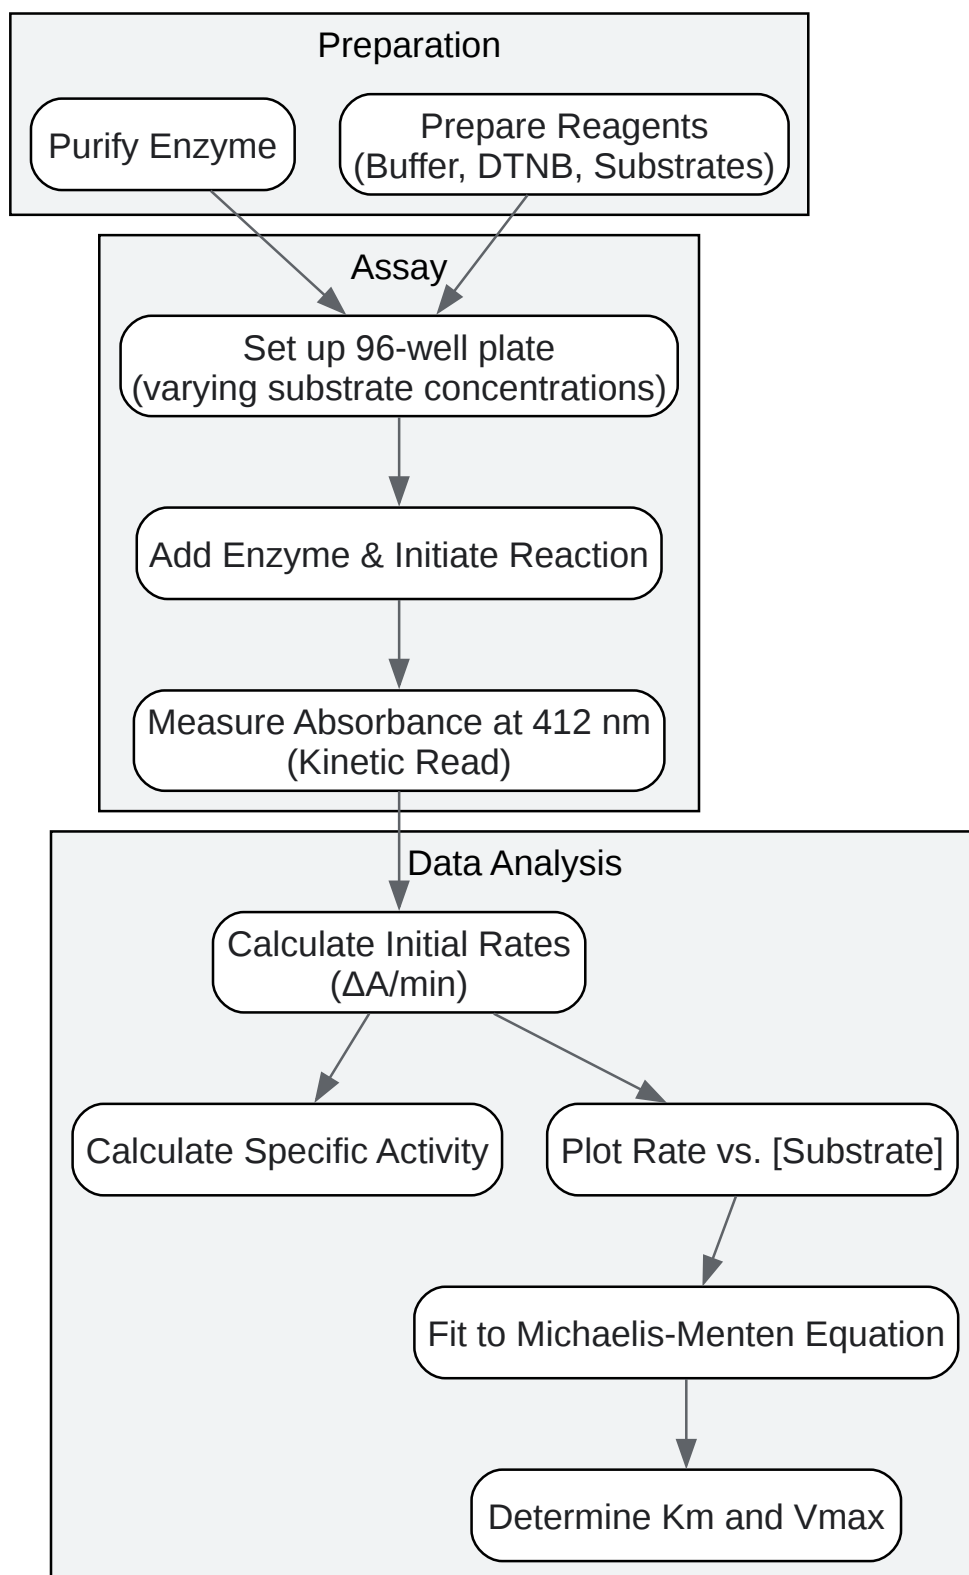 Preparation
Purify Enzyme
Prepare Reagents
(Buffer, DTNB, Substrates)
Assay
Set up 96-well plate
(varying substrate concentrations)
Add Enzyme & Initiate Reaction
Measure Absorbance at 412 nm
(Kinetic Read)
Data Analysis
Calculate Initial Rates
(ΔA/min)
Calculate Specific Activity
Plot Rate vs. [Substrate]
Fit to Michaelis-Menten Equation
Determine Km and Vmax